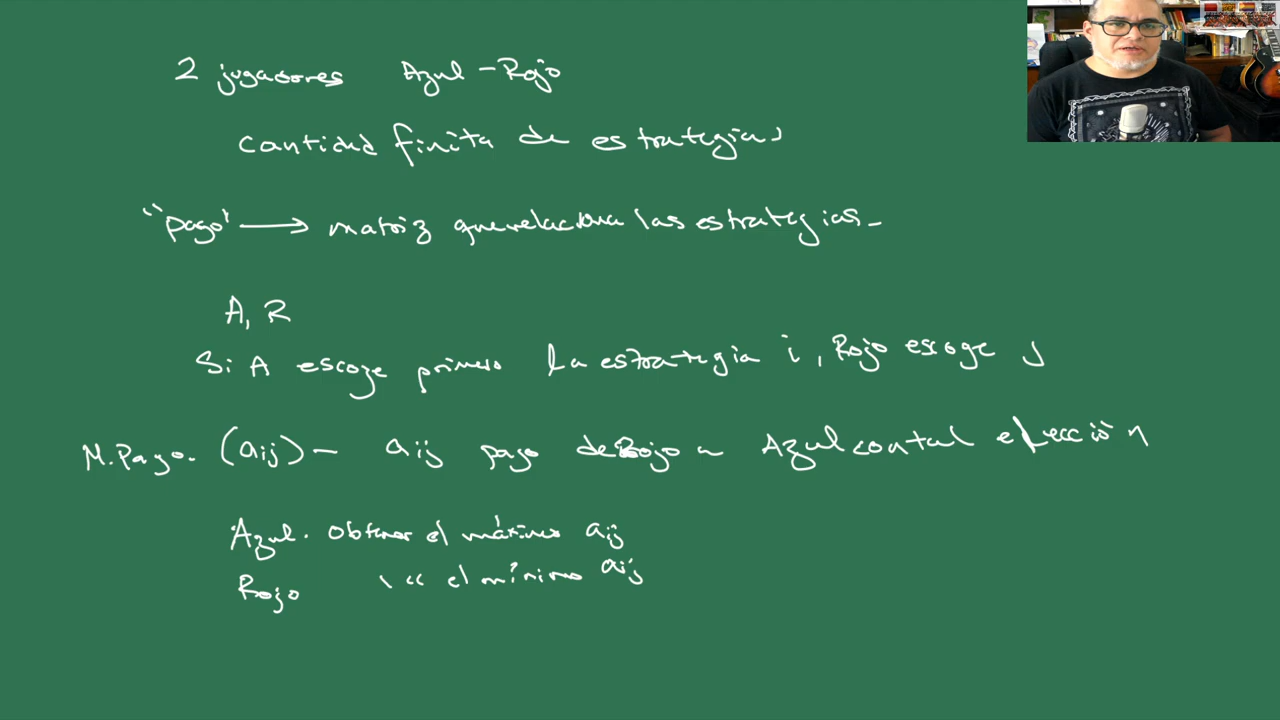 2 jugadores Azul - Rojo
Cantidad finita de estrategias
"Pago" → matriz que relaciona las estrategias -
A, R
Si A escoge primero la estrategia i, Rojo escoge j
M. Pago. (aij) - aij pago de Rojo a Azul con tal elección
Azul. Obtener el máximo aij
Rojo " el mínimo aij